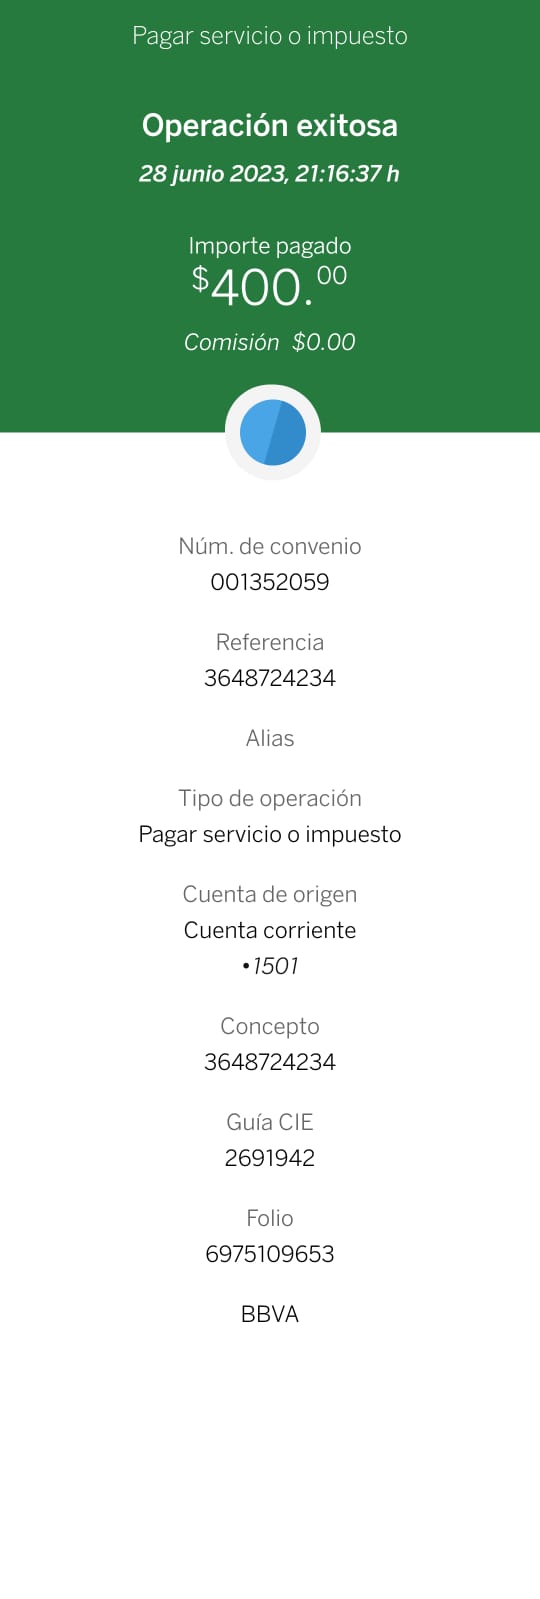 Pagar servicio o impuesto
Operación exitosa
28 junio 2023, 21:16:37 h
Importe pagado
$400.00
Comisión $0.00
Núm. de convenio
001352059
Referencia
3648724234
Alias
Tipo de operación
Pagar servicio o impuesto
Cuenta de origen
Cuenta corriente
•1501
Concepto
3648724234
Guía CIE
2691942
Folio
6975109653
BBVA